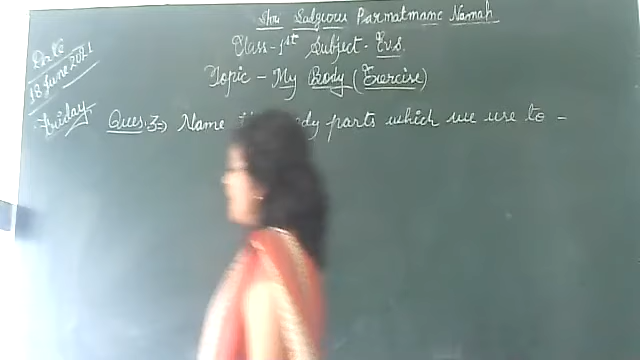 Shri Sadgurus Parmatmane Namah
Class-1st Subject- Evs.
Topic - My Body (Exercise)
Date
18 June 2021
Friday
Ques. 3-> Name body parts which we use to -